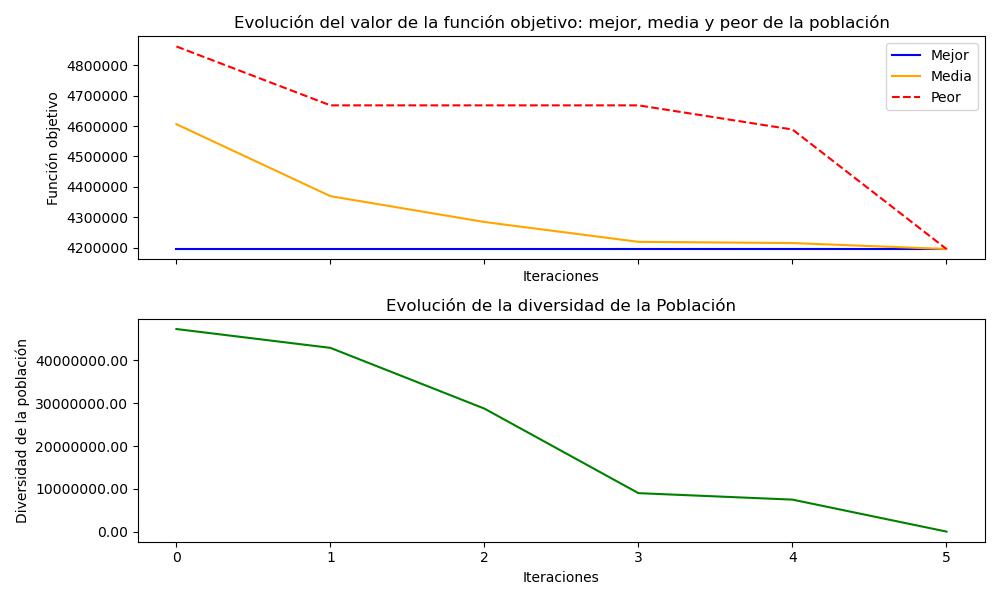 Evolución del valor de la función objetivo: mejor, media y peor de la población
Función objetivo
4800000
4700000
4600000
4500000
4400000
4300000
4200000
Mejor
Media
Peor
Iteraciones
Evolución de la diversidad de la Población
Diversidad de la población
40000000.00
30000000.00
20000000.00
10000000.00
0.00
0 1 2 3 4 5
Iteraciones